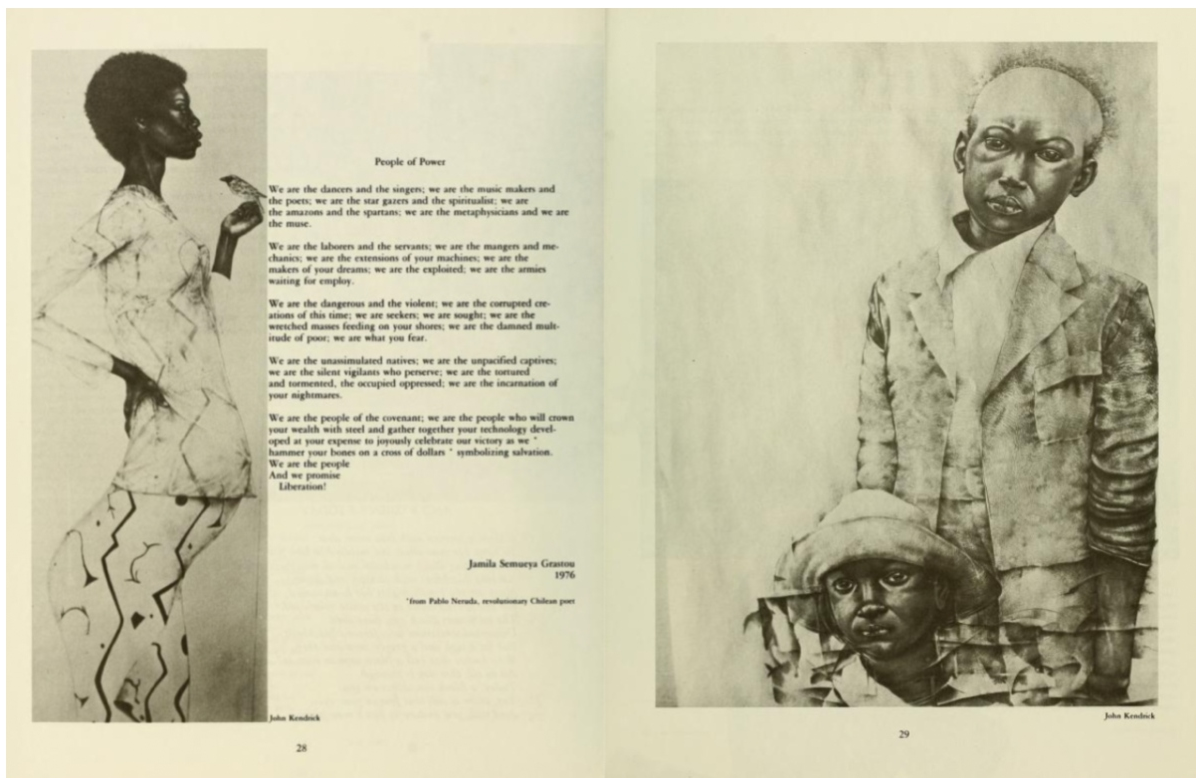 People of Power
We are the dancers and the singers; we are the music makers and
the poets; we are the star gazers and the spiritualist; we are
the amazons and the spartans; we are the metaphysicians and we are
the muse.
We are the laborers and the servants; we are the mangers and me-
chanics; we are the extensions of your machines; we are the
makers of your dreams; we are the exploited; we are the armies
waiting for employ.
We are the dangerous and the violent; we are the corrupted cre-
ations of this time; we are seekers; we are sought; we are the
wretched masses feeding on your shores; we are the damned mult-
itude of poor; we are what you fear.
We are the unassimulated natives; we are the unpacified captives;
we are the silent vigilants who perserve; we are the tortured
and tormented, the occupied oppressed; we are the incarnation of
your nightmares.
We are the people of the covenant; we are the people who will crown
your wealth with steel and gather together your technology devel-
oped at your expense to joyously celebrate our victory as we *
hammer your bones on a cross of dollars * symbolizing salvation.
We are the people
And we promise
Liberation!
Jamila Semueya Grastou
1976
*from Pablo Neruda, revolutionary Chilean poet
John Kendrick
28
John Kendrick
29